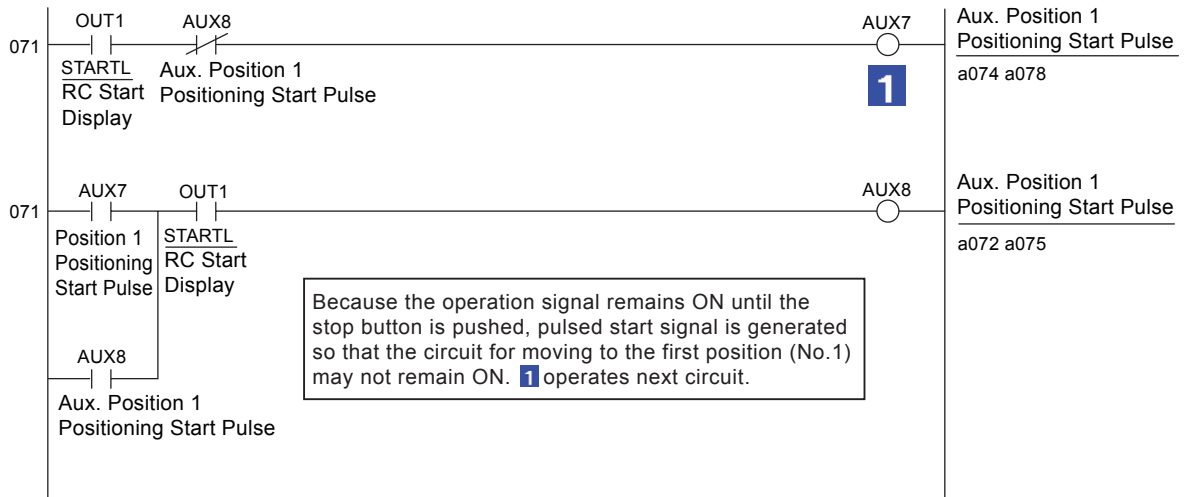 OUT1 AUX8 AUX7 Aux. Position 1
071 Positioning Start Pulse
STARTL Aux. Position 1 a074 a078
RC Start Positioning Start Pulse 1
Display
AUX7 OUT1 AUX8 Aux. Position 1
071 Positioning Start Pulse
Position 1 STARTL a072 a075
Positioning RC Start
Start Pulse Display
Because the operation signal remains ON until the
stop button is pushed, pulsed start signal is generated
so that the circuit for moving to the first position (No.1)
may not remain ON. 1 operates next circuit.
AUX8
Aux. Position 1
Positioning Start Pulse